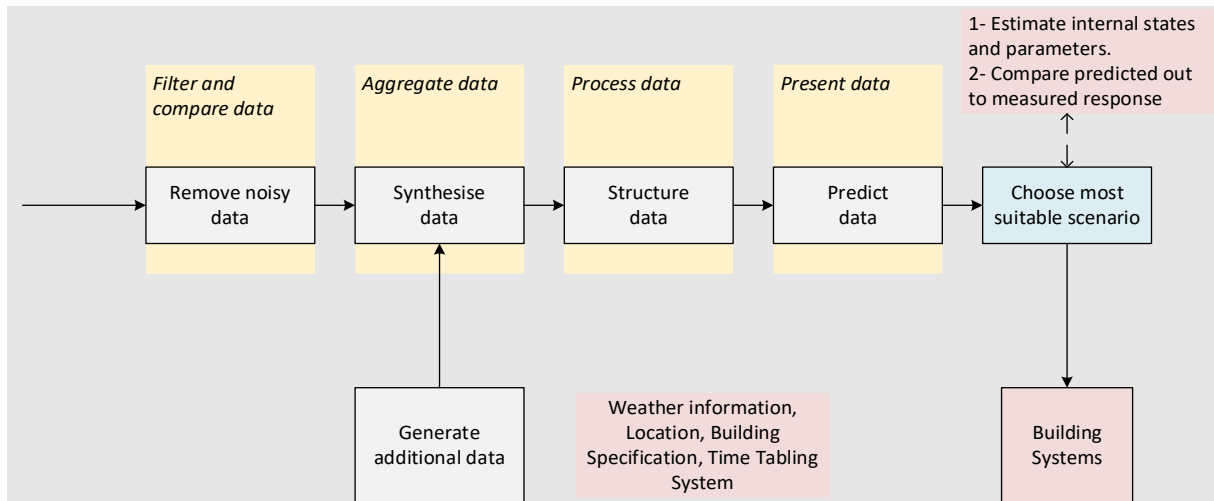 1- Estimate internal states
and parameters.
2- Compare predicted out
to measured response
Filter and
compare data
Aggregate data
Process data
Present data
Remove noisy
data
Synthesise
data
Structure
data
Predict
data
Choose most
suitable scenario
Generate
additional data
Weather information,
Location, Building
Specification, Time Tabling
System
Building
Systems